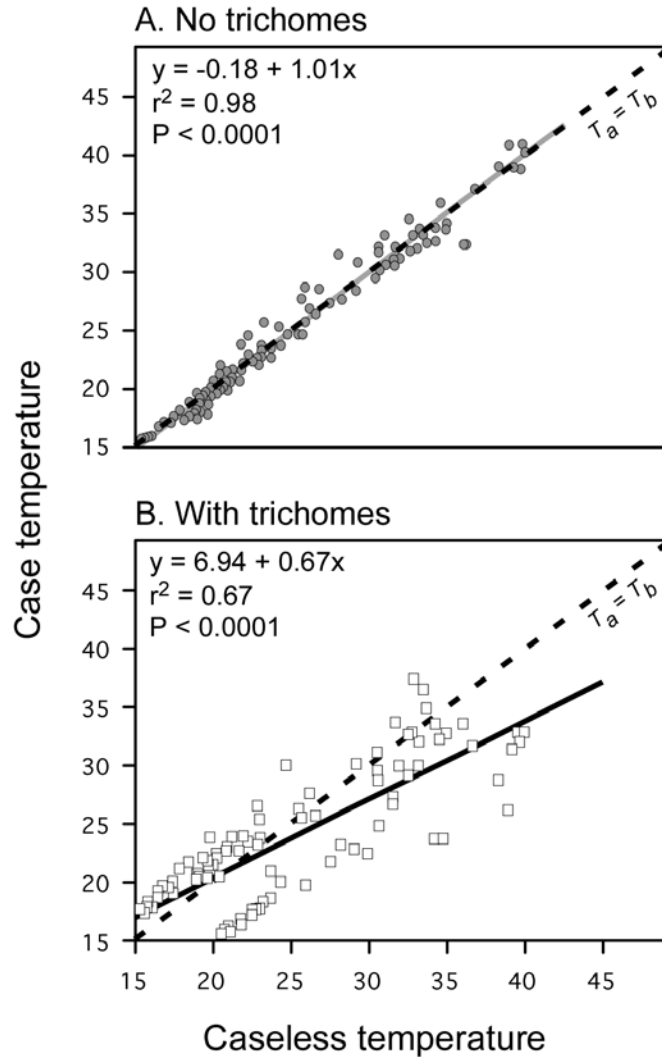 A. No trichomes
y = -0.18 + 1.01x
r² = 0.98
P < 0.0001
Tₐ = T_b
45
40
35
30
25
20
15
B. With trichomes
y = 6.94 + 0.67x
r² = 0.67
P < 0.0001
Tₐ = T_b
45
40
35
30
25
20
15
15 20 25 30 35 40 45
Case temperature
Caseless temperature